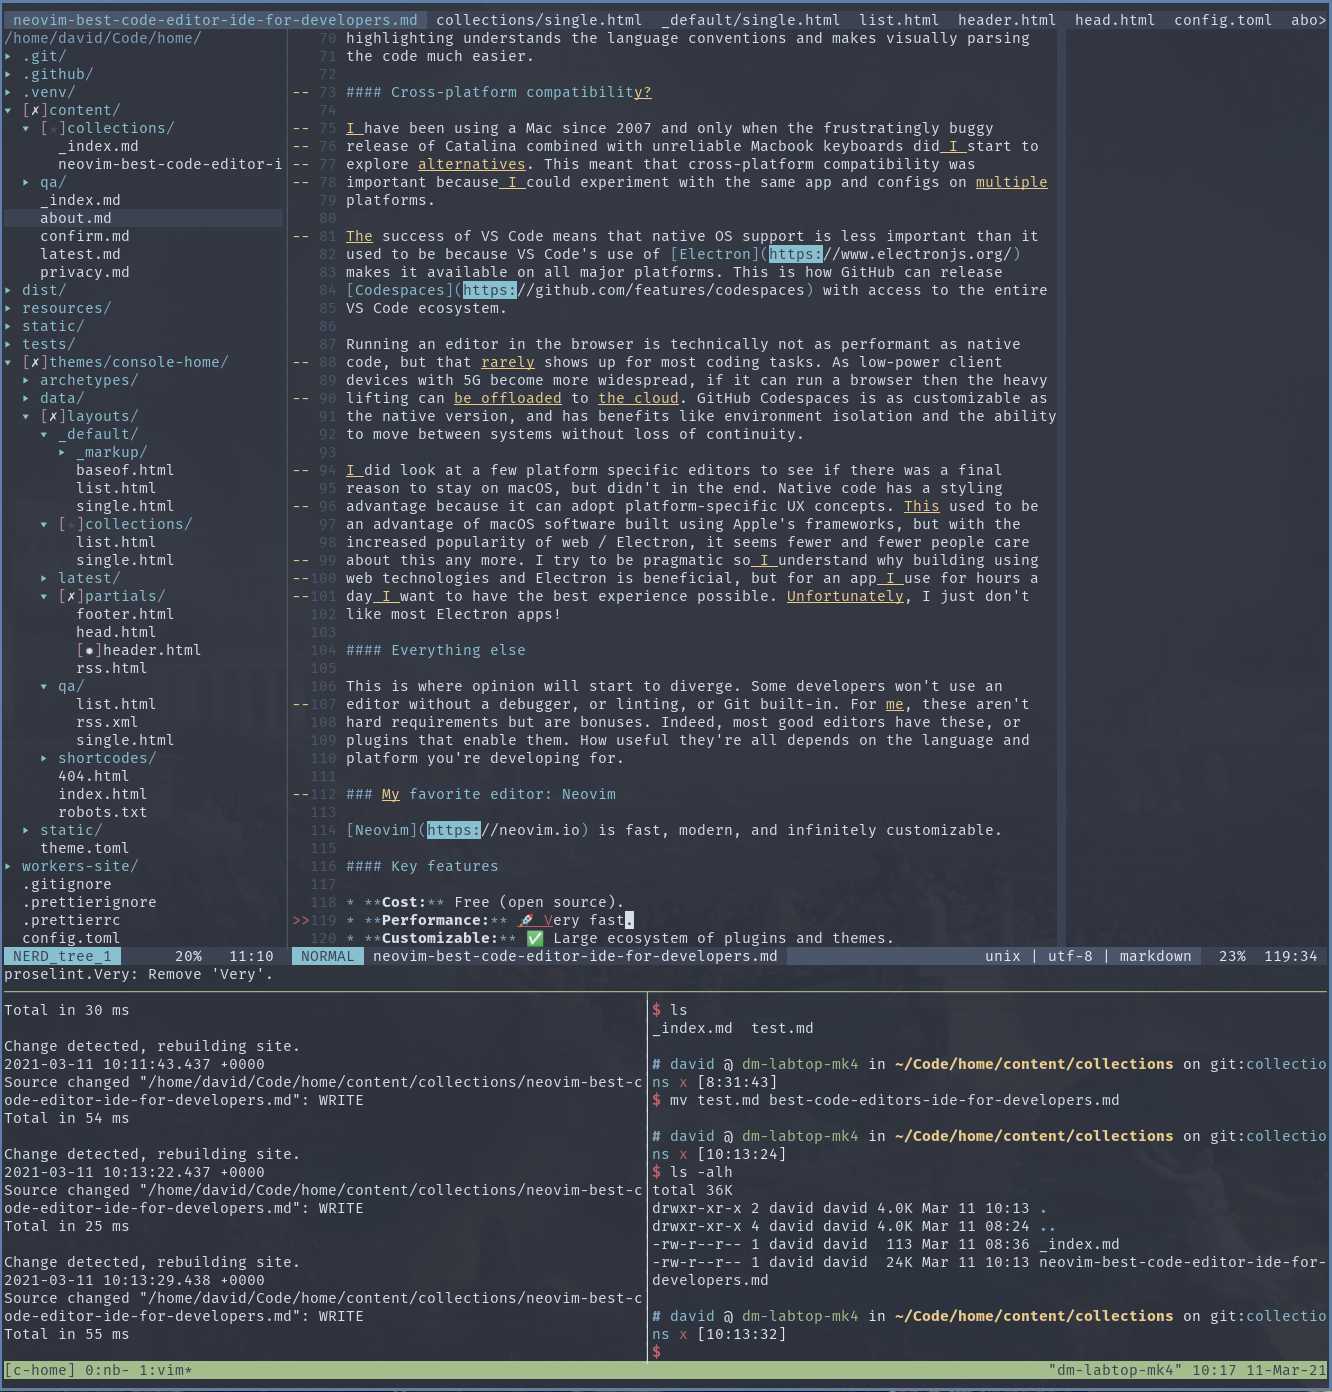 neovim-best-code-editor-ide-for-developers.md  collections/single.html  _default/single.html  list.html  header.html  head.html  config.toml  abo>
/home/david/Code/home/
▸ .git/
▸ .github/
▸ .venv/
▾ [✗]content/
▾ [★]collections/
_index.md
neovim-best-code-editor-i
▸ qa/
_index.md
about.md
confirm.md
latest.md
privacy.md
▸ dist/
▸ resources/
▸ static/
▸ tests/
▾ [✗]themes/console-home/
▸ archetypes/
▸ data/
▾ [✗]layouts/
▾ _default/
▸ _markup/
baseof.html
list.html
single.html
▾ [★]collections/
list.html
single.html
▸ latest/
▾ [✗]partials/
footer.html
head.html
[✹]header.html
rss.html
▾ qa/
list.html
rss.xml
single.html
▸ shortcodes/
404.html
index.html
robots.txt
▸ static/
theme.toml
▸ workers-site/
.gitignore
.prettierignore
.prettierrc
config.toml
70 highlighting understands the language conventions and makes visually parsing
71 the code much easier.
72
-- 73 #### Cross-platform compatibility?
74
-- 75 I have been using a Mac since 2007 and only when the frustratingly buggy
-- 76 release of Catalina combined with unreliable Macbook keyboards did I start to
-- 77 explore alternatives. This meant that cross-platform compatibility was
-- 78 important because I could experiment with the same app and configs on multiple
79 platforms.
80
-- 81 The success of VS Code means that native OS support is less important than it
82 used to be because VS Code's use of [Electron](https://www.electronjs.org/)
83 makes it available on all major platforms. This is how GitHub can release
84 [Codespaces](https://github.com/features/codespaces) with access to the entire
85 VS Code ecosystem.
86
87 Running an editor in the browser is technically not as performant as native
-- 88 code, but that rarely shows up for most coding tasks. As low-power client
89 devices with 5G become more widespread, if it can run a browser then the heavy
-- 90 lifting can be offloaded to the cloud. GitHub Codespaces is as customizable as
91 the native version, and has benefits like environment isolation and the ability
92 to move between systems without loss of continuity.
93
-- 94 I did look at a few platform specific editors to see if there was a final
95 reason to stay on macOS, but didn't in the end. Native code has a styling
-- 96 advantage because it can adopt platform-specific UX concepts. This used to be
97 an advantage of macOS software built using Apple's frameworks, but with the
98 increased popularity of web / Electron, it seems fewer and fewer people care
-- 99 about this any more. I try to be pragmatic so I understand why building using
--100 web technologies and Electron is beneficial, but for an app I use for hours a
--101 day I want to have the best experience possible. Unfortunately, I just don't
102 like most Electron apps!
103
104 #### Everything else
105
106 This is where opinion will start to diverge. Some developers won't use an
--107 editor without a debugger, or linting, or Git built-in. For me, these aren't
108 hard requirements but are bonuses. Indeed, most good editors have these, or
109 plugins that enable them. How useful they're all depends on the language and
110 platform you're developing for.
111
--112 ### My favorite editor: Neovim
113
114 [Neovim](https://neovim.io) is fast, modern, and infinitely customizable.
115
116 #### Key features
117
118 * **Cost:** Free (open source).
>>119 * **Performance:** 🚀 Very fast.
120 * **Customizable:** ✅ Large ecosystem of plugins and themes.
NERD_tree_1 20% 11:10 NORMAL neovim-best-code-editor-ide-for-developers.md unix | utf-8 | markdown 23% 119:34
proselint.Very: Remove 'Very'.
Total in 30 ms
Change detected, rebuilding site.
2021-03-11 10:11:43.437 +0000
Source changed "/home/david/Code/home/content/collections/neovim-best-c
ode-editor-ide-for-developers.md": WRITE
Total in 54 ms
Change detected, rebuilding site.
2021-03-11 10:13:22.437 +0000
Source changed "/home/david/Code/home/content/collections/neovim-best-c
ode-editor-ide-for-developers.md": WRITE
Total in 25 ms
Change detected, rebuilding site.
2021-03-11 10:13:29.438 +0000
Source changed "/home/david/Code/home/content/collections/neovim-best-c
ode-editor-ide-for-developers.md": WRITE
Total in 55 ms
$ ls
_index.md  test.md
# david @ dm-labtop-mk4 in ~/Code/home/content/collections on git:collectio
ns x [8:31:43]
$ mv test.md best-code-editors-ide-for-developers.md
# david @ dm-labtop-mk4 in ~/Code/home/content/collections on git:collectio
ns x [10:13:24]
$ ls -alh
total 36K
drwxr-xr-x 2 david david 4.0K Mar 11 10:13 .
drwxr-xr-x 4 david david 4.0K Mar 11 08:24 ..
-rw-r--r-- 1 david david  113 Mar 11 08:36 _index.md
-rw-r--r-- 1 david david  24K Mar 11 10:13 neovim-best-code-editor-ide-for-
developers.md
# david @ dm-labtop-mk4 in ~/Code/home/content/collections on git:collectio
ns x [10:13:32]
$
[c-home] 0:nb- 1:vim* "dm-labtop-mk4" 10:17 11-Mar-21